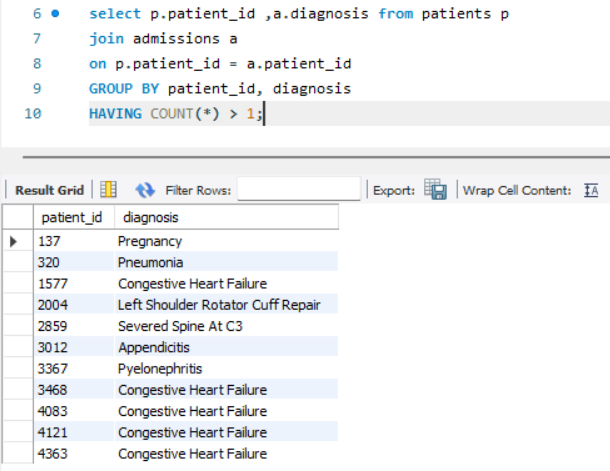 6 select p.patient_id ,a.diagnosis from patients p
7 join admissions a
8 on p.patient_id = a.patient_id
9 GROUP BY patient_id, diagnosis
10 HAVING COUNT(*) > 1;
Result Grid Filter Rows: Export: Wrap Cell Content: IA
patient_id diagnosis
137 Pregnancy
320 Pneumonia
1577 Congestive Heart Failure
2004 Left Shoulder Rotator Cuff Repair
2859 Severed Spine At C3
3012 Appendicitis
3367 Pyelonephritis
3468 Congestive Heart Failure
4083 Congestive Heart Failure
4121 Congestive Heart Failure
4363 Congestive Heart Failure